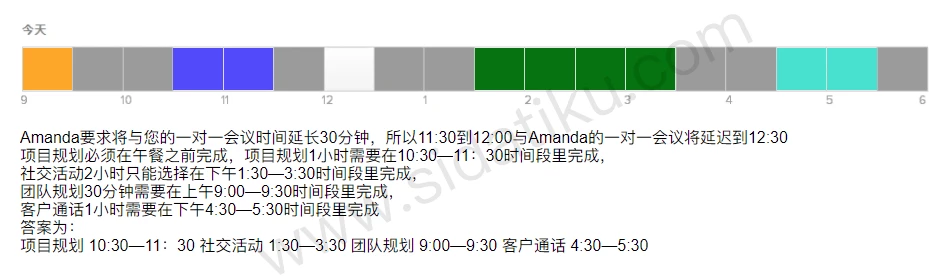 今天
9 10 11 12 1 2 3 4 5 6
Amanda要求将与您的一对一会议时间延长30分钟，所以11:30到12:00与Amanda的一对一会议将延迟到12:30
项目规划必须在午餐之前完成，项目规划1小时需要在10:30—11：30时间段里完成，
社交活动2小时只能选择在下午1:30—3:30时间段里完成，
团队规划30分钟需要在上午9:00—9:30时间段里完成，
客户通话1小时需要在下午4:30—5:30时间段里完成
答案为：
项目规划 10:30—11：30 社交活动 1:30—3:30 团队规划 9:00—9:30 客户通话 4:30—5:30
www.sidatiku.com